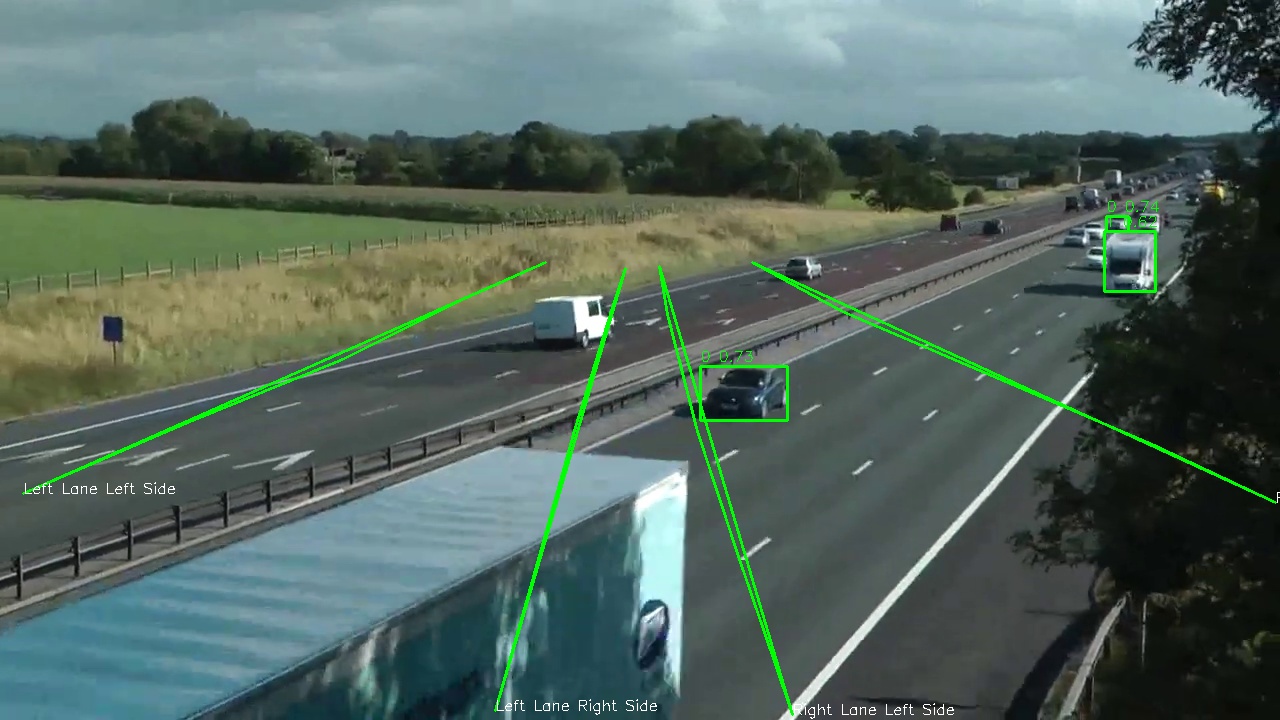 0 0.74
0 0.73
Left Lane Left Side
Left Lane Right Side
Right Lane Left Side